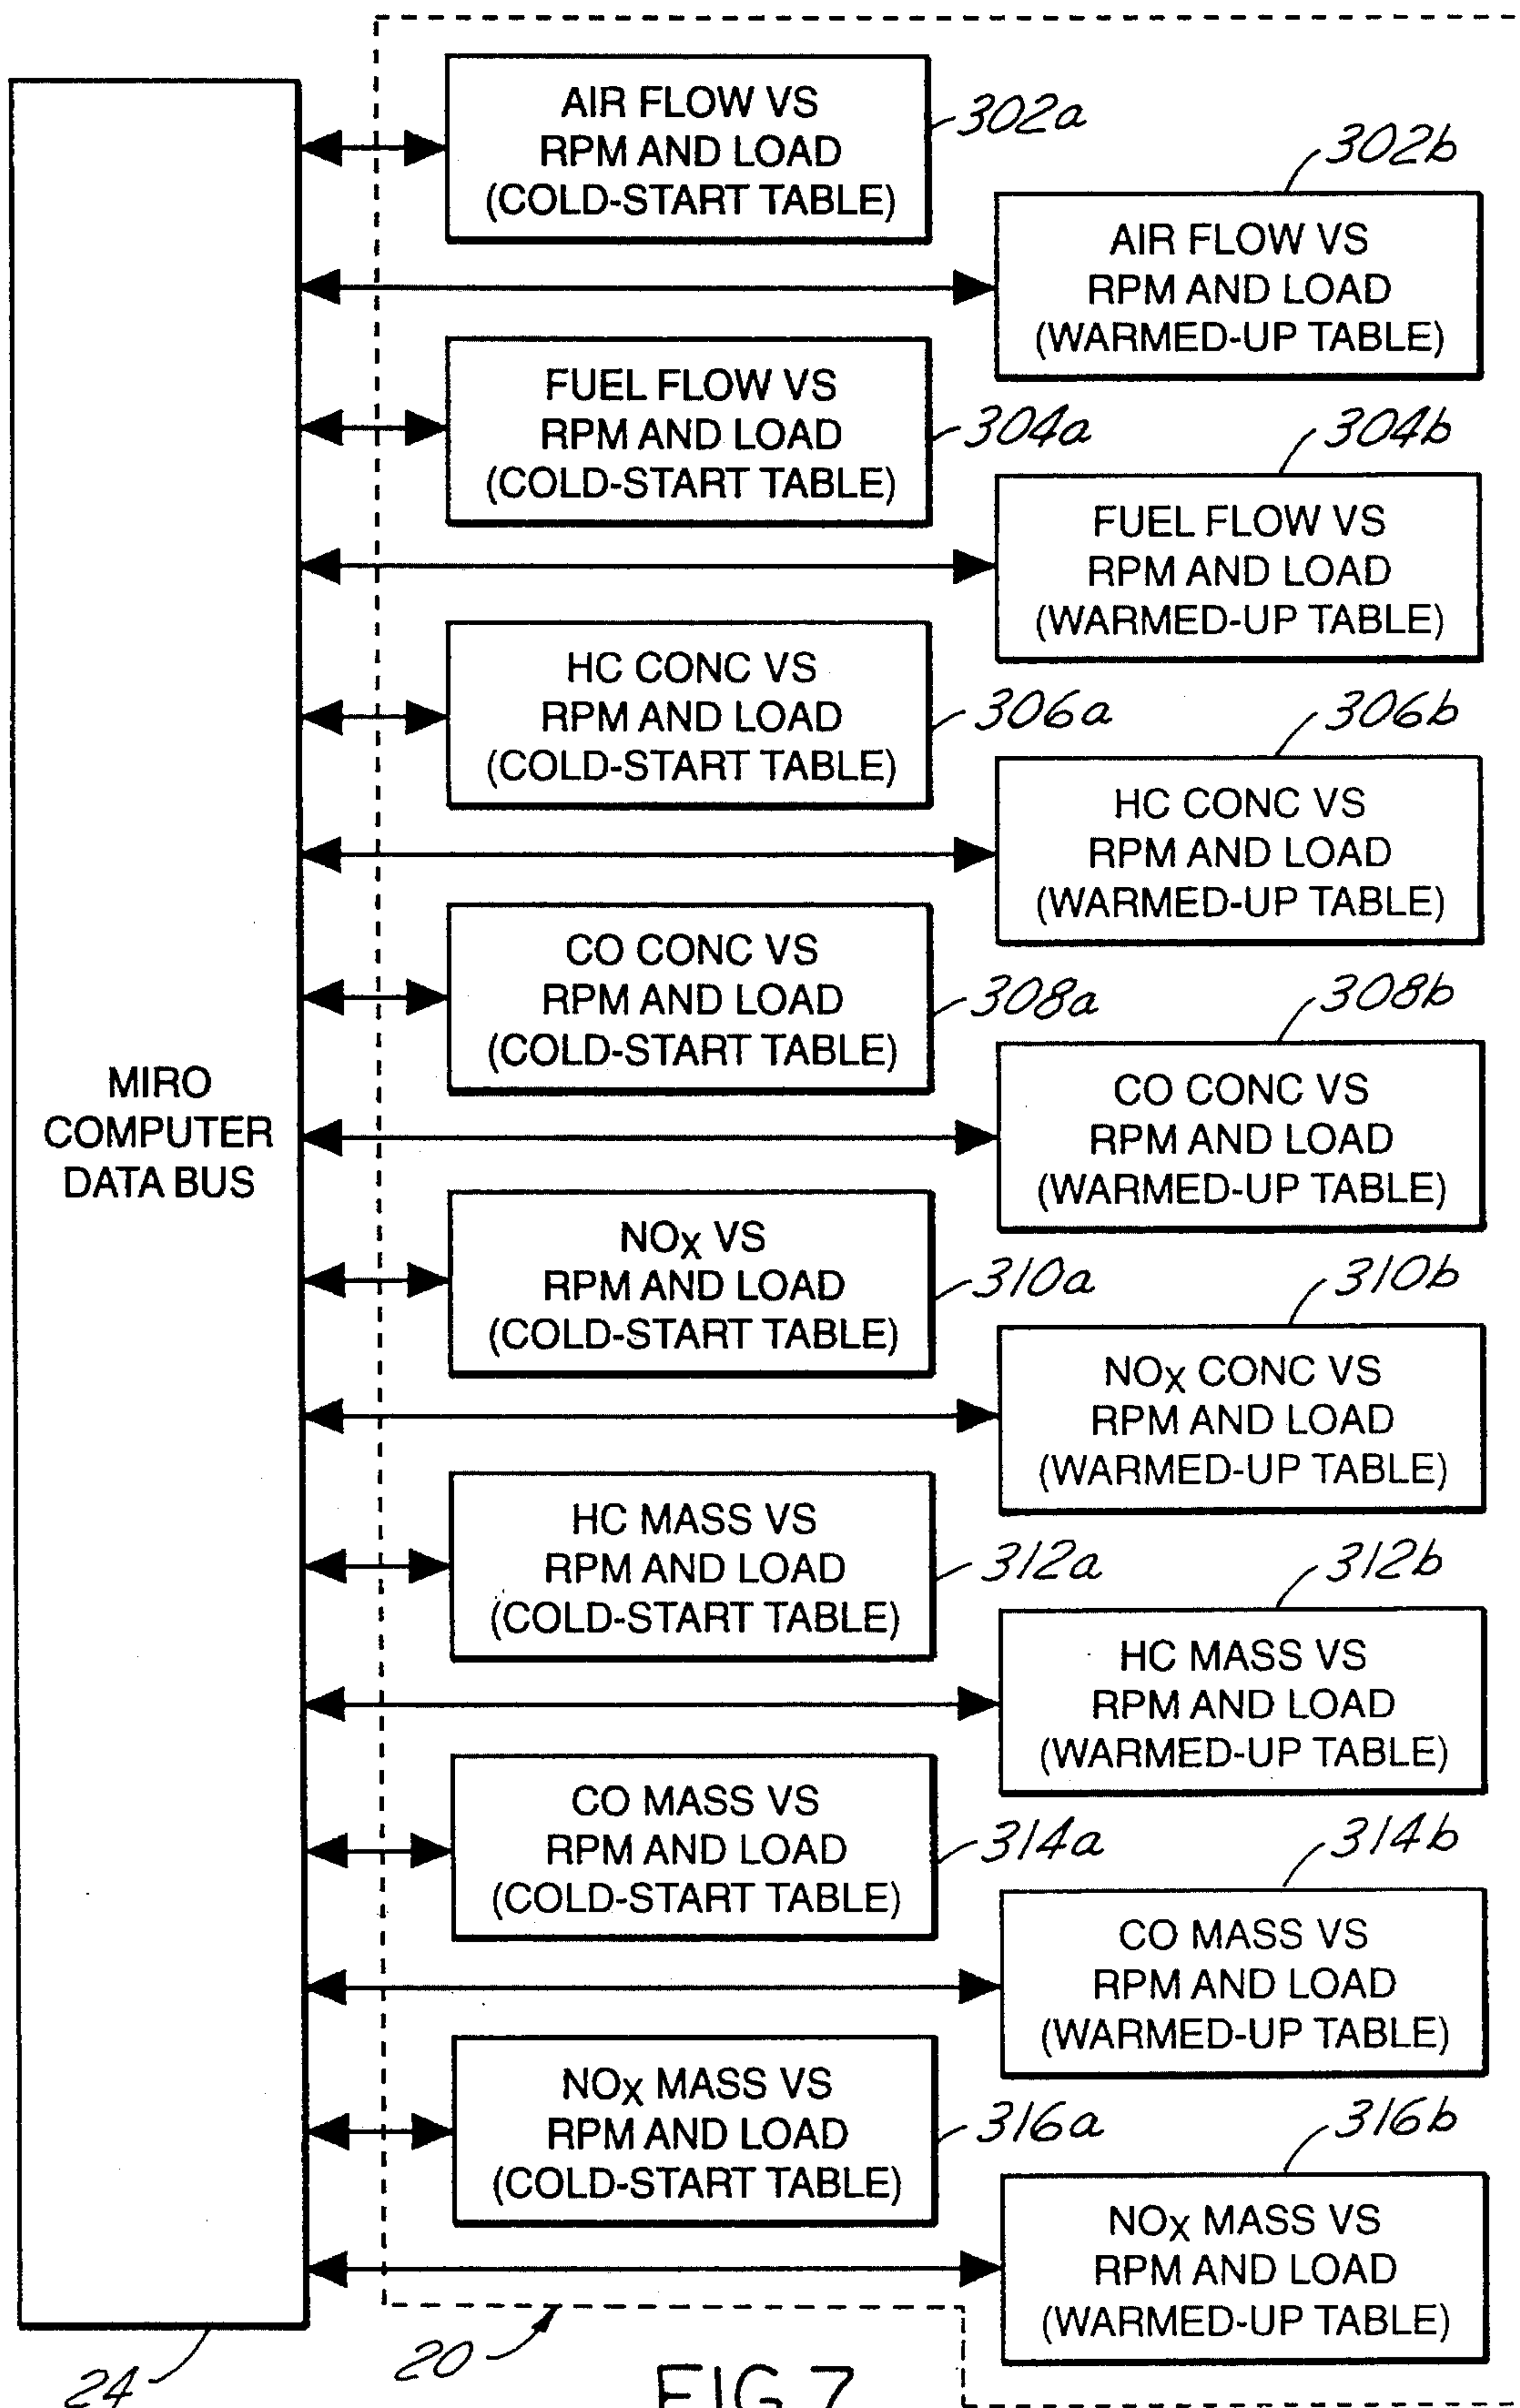 AIR FLOW VS
RPM AND LOAD
(COLD-START TABLE)
302a
302b
AIR FLOW VS
RPM AND LOAD
(WARMED-UP TABLE)
FUEL FLOW VS
RPM AND LOAD
(COLD-START TABLE)
304a
304b
FUEL FLOW VS
RPM AND LOAD
(WARMED-UP TABLE)
HC CONC VS
RPM AND LOAD
(COLD-START TABLE)
306a
306b
HC CONC VS
RPM AND LOAD
(WARMED-UP TABLE)
CO CONC VS
RPM AND LOAD
(COLD-START TABLE)
308a
308b
CO CONC VS
RPM AND LOAD
(WARMED-UP TABLE)
MIRO
COMPUTER
DATA BUS
NOX VS
RPM AND LOAD
(COLD-START TABLE)
310a
310b
NOX CONC VS
RPM AND LOAD
(WARMED-UP TABLE)
HC MASS VS
RPM AND LOAD
(COLD-START TABLE)
312a
312b
HC MASS VS
RPM AND LOAD
(WARMED-UP TABLE)
CO MASS VS
RPM AND LOAD
(COLD-START TABLE)
314a
314b
CO MASS VS
RPM AND LOAD
(WARMED-UP TABLE)
NOX MASS VS
RPM AND LOAD
(COLD-START TABLE)
316a
316b
NOX MASS VS
RPM AND LOAD
(WARMED-UP TABLE)
24
20
FIG.7